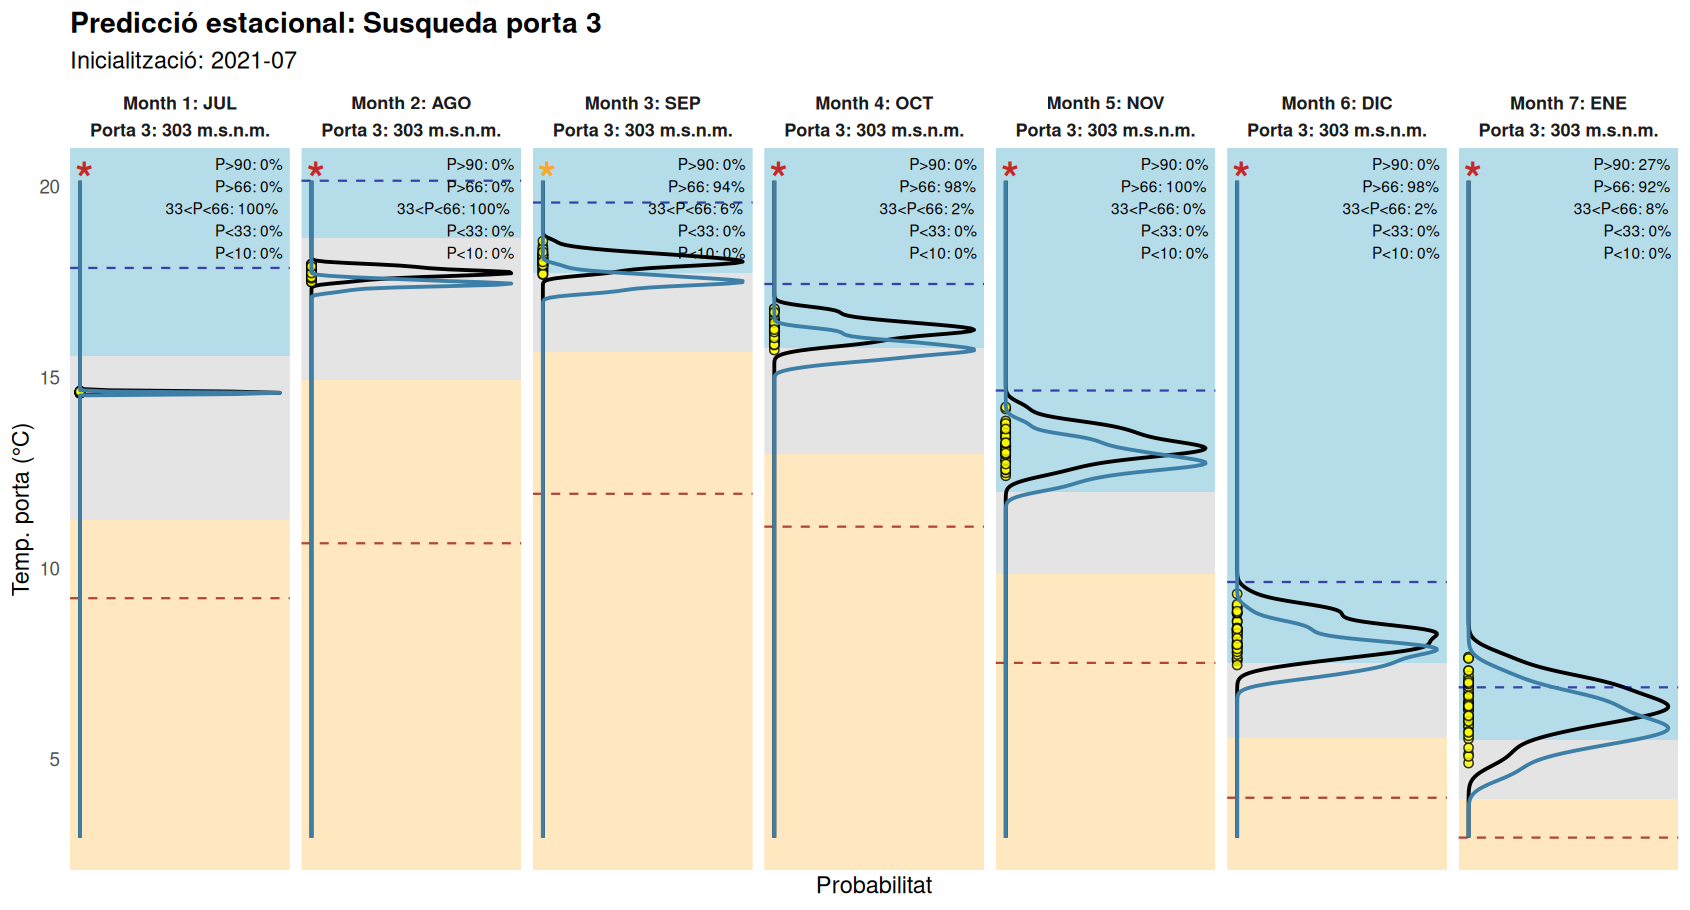 Predicció estacional: Susqueda porta 3
Inicialització: 2021-07
Month 1: JUL
Porta 3: 303 m.s.n.m.
Month 2: AGO
Porta 3: 303 m.s.n.m.
Month 3: SEP
Porta 3: 303 m.s.n.m.
Month 4: OCT
Porta 3: 303 m.s.n.m.
Month 5: NOV
Porta 3: 303 m.s.n.m.
Month 6: DIC
Porta 3: 303 m.s.n.m.
Month 7: ENE
Porta 3: 303 m.s.n.m.
*
P>90: 0%
P>66: 0%
33<P<66: 100%
P<33: 0%
P<10: 0%
*
P>90: 0%
P>66: 0%
33<P<66: 100%
P<33: 0%
P<10: 0%
*
P>90: 0%
P>66: 94%
33<P<66: 6%
P<33: 0%
P<10: 0%
*
P>90: 0%
P>66: 98%
33<P<66: 2%
P<33: 0%
P<10: 0%
*
P>90: 0%
P>66: 100%
33<P<66: 0%
P<33: 0%
P<10: 0%
*
P>90: 0%
P>66: 98%
33<P<66: 2%
P<33: 0%
P<10: 0%
*
P>90: 27%
P>66: 92%
33<P<66: 8%
P<33: 0%
P<10: 0%
20
15
10
5
Temp. porta (°C)
Probabilitat